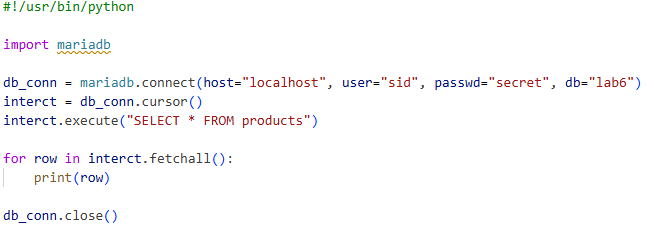 #!/usr/bin/python
import mariadb
db_conn = mariadb.connect(host="localhost", user="sid", passwd="secret", db="lab6")
interct = db_conn.cursor()
interct.execute("SELECT * FROM products")
for row in interct.fetchall():
    print(row)
db_conn.close()